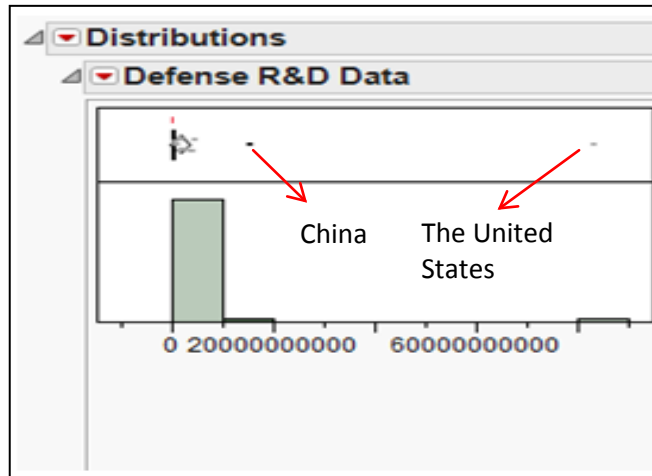 Distributions
Defense R&D Data
China
The United
States
0 20000000000 60000000000